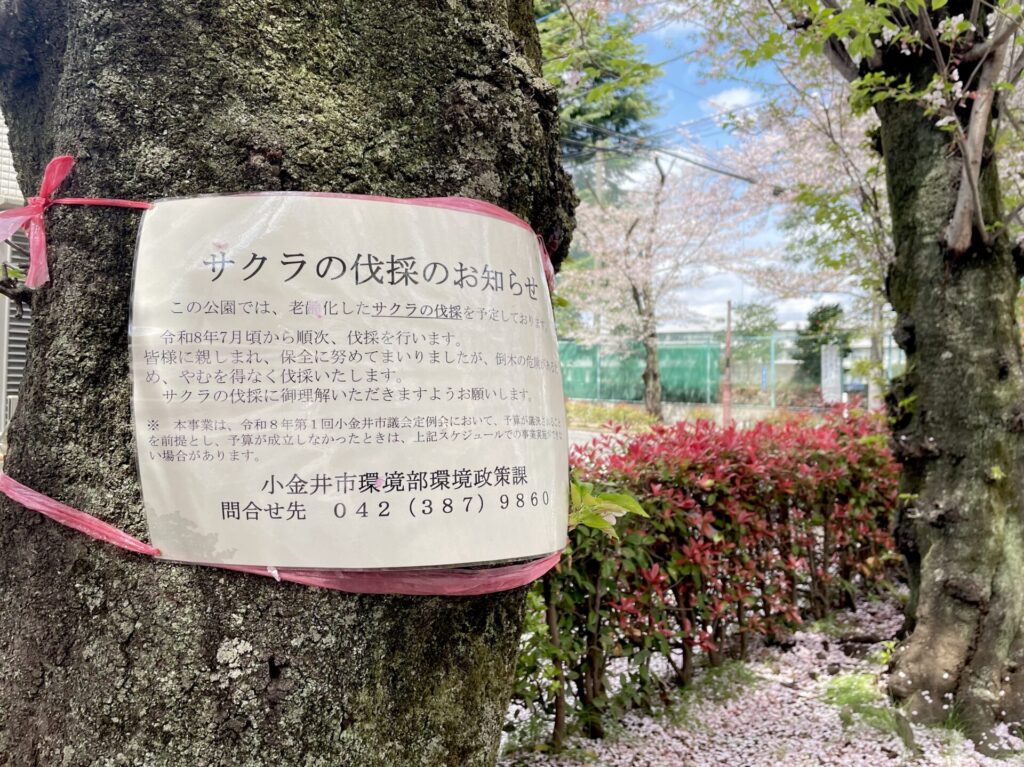 サクラの伐採のお知らせ
この公園では、老齢化したサクラの伐採を予定しております
令和8年7月頃から順次、伐採を行います。
皆様に親しまれ、保全に努めてまいりましたが、倒木の危険が
め、やむを得なく伐採いたします。
サクラの伐採に御理解いただきますようお願いします。
※ 本事業は、令和8年第1回小金井市議会定例会において、予算が議決
を前提とし、予算が成立しなかったときは、上記スケジュールでの事業実施
い場合があります。
小金井市環境部環境政策課
問合せ先 042(387)9860